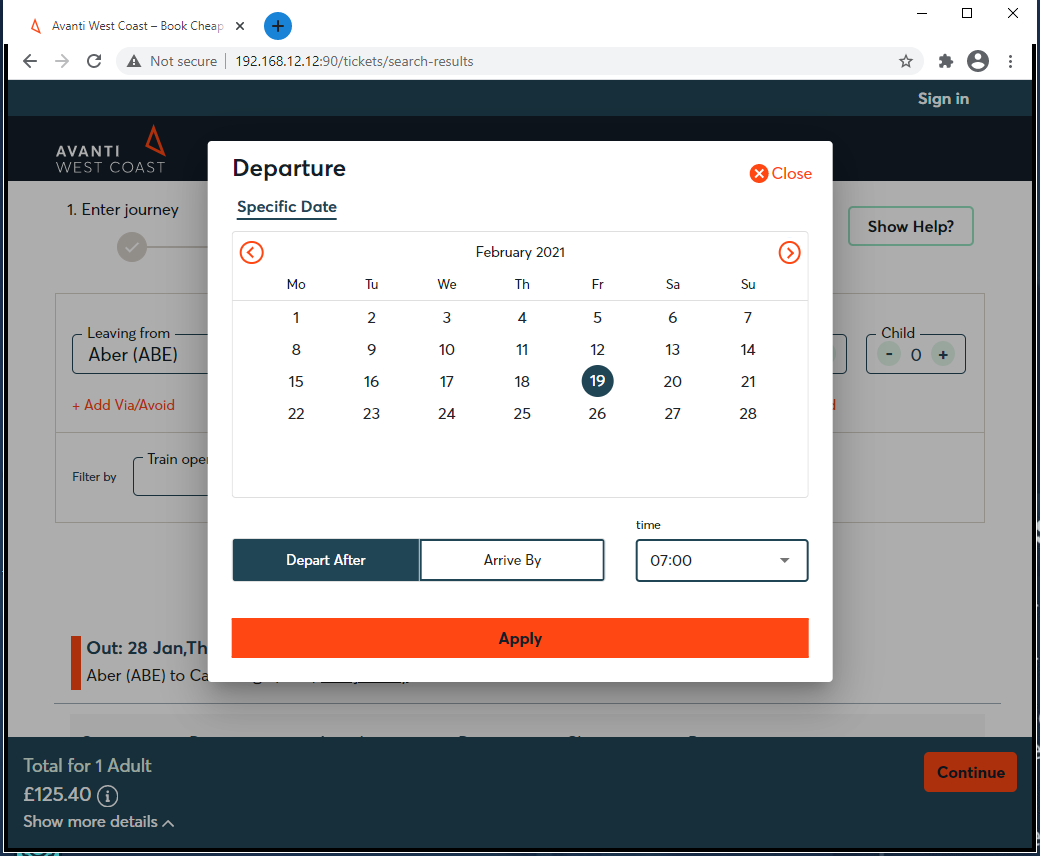 Avanti West Coast – Book Cheap
Not secure
192.168.12.12:90/tickets/search-results
Sign in
AVANTI
WEST COAST
Departure
Close
1. Enter journey
Specific Date
Show Help?
February 2021
Mo Tu We Th Fr Sa Su
1 2 3 4 5 6 7
8 9 10 11 12 13 14
15 16 17 18 19 20 21
22 23 24 25 26 27 28
Leaving from
Aber (ABE)
Child
- 0 +
+ Add Via/Avoid
Train oper
Filter by
time
Depart After
Arrive By
07:00
Apply
Out: 28 Jan,Th
Aber (ABE) to Ca
Total for 1 Adult
£125.40
Show more details
Continue